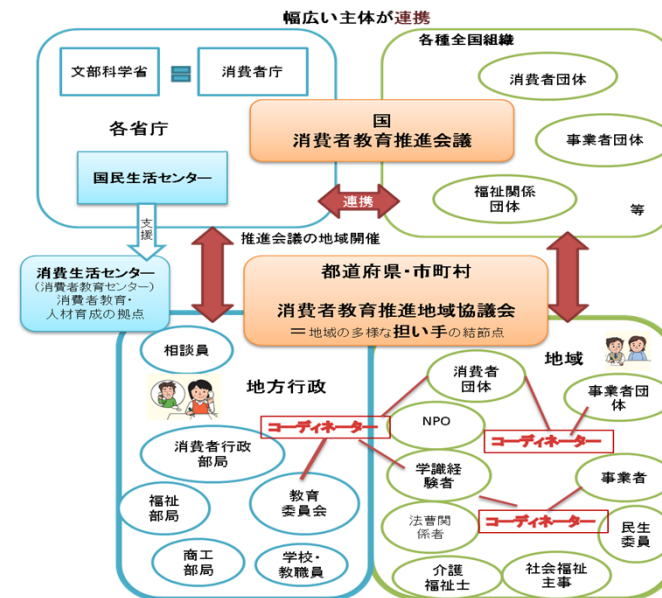 幅広い主体が連携
文部科学省
消費者庁
各省庁
国民生活センター
各種全国組織
消費者団体
事業者団体
福祉関係
団体
等
国
消費者教育推進会議
連携
支援
推進会議の地域開催
消費生活センター
(消費者教育センター)
消費者教育・
人材育成の拠点
都道府県・市町村
消費者教育推進地域協議会
＝地域の多様な担い手の結節点
相談員
地方行政
コーディネーター
消費者行政
部局
福祉
部局
教育
委員会
商工
部局
学校・
教職員
地域
消費者
団体
事業者団
体
NPO
コーディネーター
学識経
験者
事業者
法曹関
係者
コーディネーター
民生
委員
介護
福祉士
社会福祉
主事